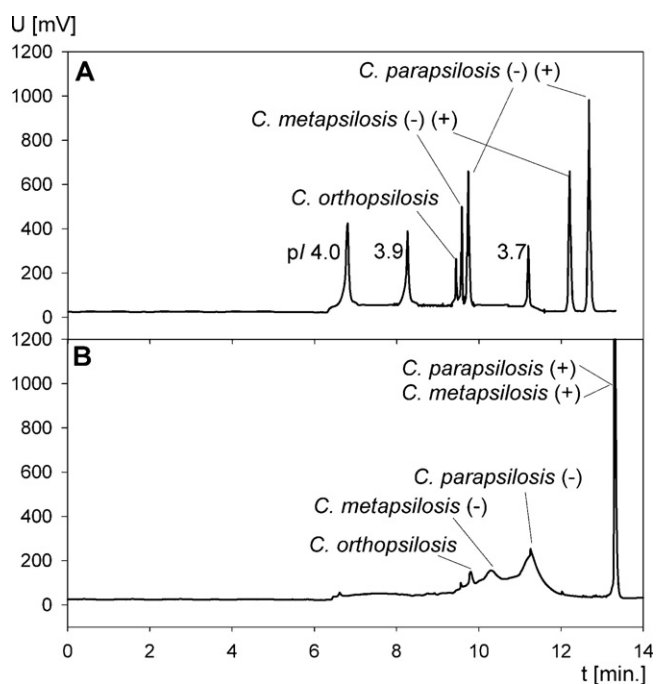 U [mV]
1200
A
C. parapsilosis (-) (+)
1000
C. metapsilosis (-) (+)
800
600
C. orthopsilosis
400
pI 4.0
3.9
3.7
200
0
1200
B
C. parapsilosis (+)
1000
C. metapsilosis (+)
800
600
C. parapsilosis (-)
400
C. metapsilosis (-)
C. orthopsilosis
200
0
0 2 4 6 8 10 12 14
t [min.]